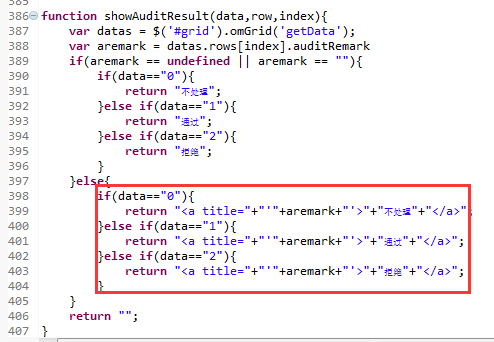 385
386 function showAuditResult(data,row,index){
387 var datas = $('#grid').omGrid('getData');
388 var aremark = datas.rows[index].auditRemark
389 if(aremark == undefined || aremark == ""){
390 if(data=="0"){
391 return "不处理";
392 }else if(data=="1"){
393 return "通过";
394 }else if(data=="2"){
395 return "拒绝";
396 }
397 }else{
398 if(data=="0"){
399 return "<a title="+"'"+aremark+"'>"+"不处理"+"</a>";
400 }else if(data=="1"){
401 return "<a title="+"'"+aremark+"'>"+"通过"+"</a>";
402 }else if(data=="2"){
403 return "<a title="+"'"+aremark+"'>"+"拒绝"+"</a>";
404 }
405 }
406 return "";
407 }